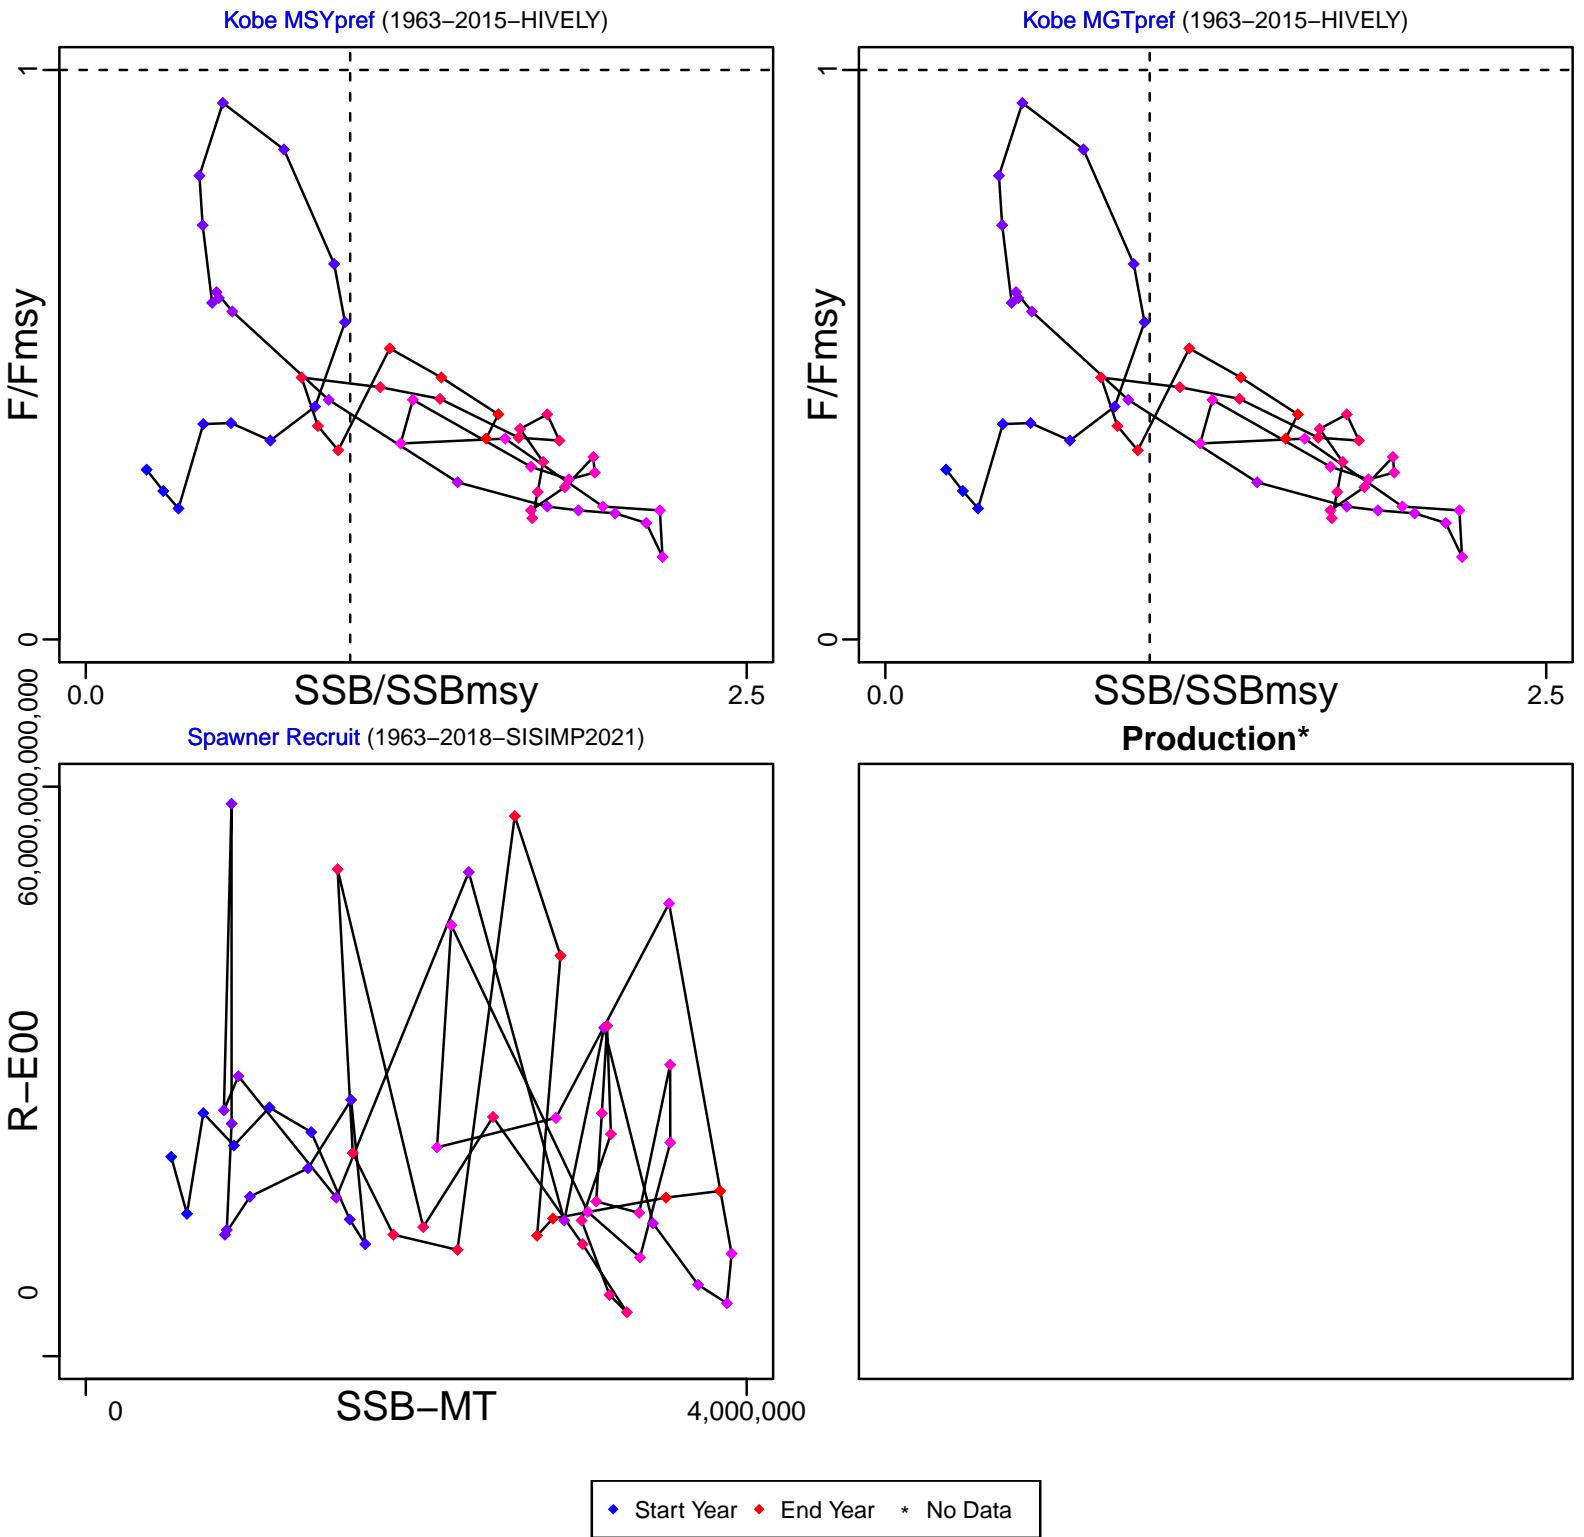 Kobe MSYpref (1963−2015−HIVELY)
1
F/Fmsy
0
0.0
SSB/SSBmsy
2.5
Kobe MGTpref (1963−2015−HIVELY)
1
F/Fmsy
0
0.0
SSB/SSBmsy
2.5
Spawner Recruit (1963−2018−SISIMP2021)
60,000,000,000,000
R−E00
0
0
SSB−MT
4,000,000
Production*
Start Year
End Year
* No Data